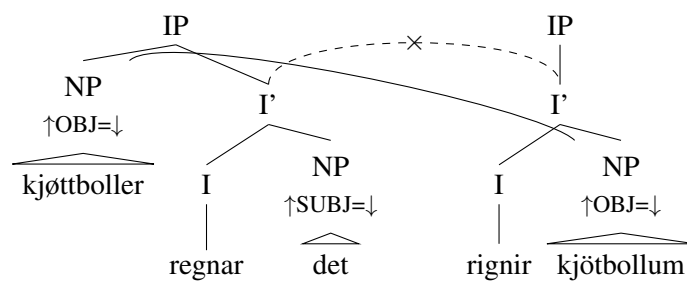 IP IP
NP I' I'
↑OBJ=↓
kjøttboller I NP I NP
↑SUBJ=↓ ↑OBJ=↓
regnar det rignir kjötbollum